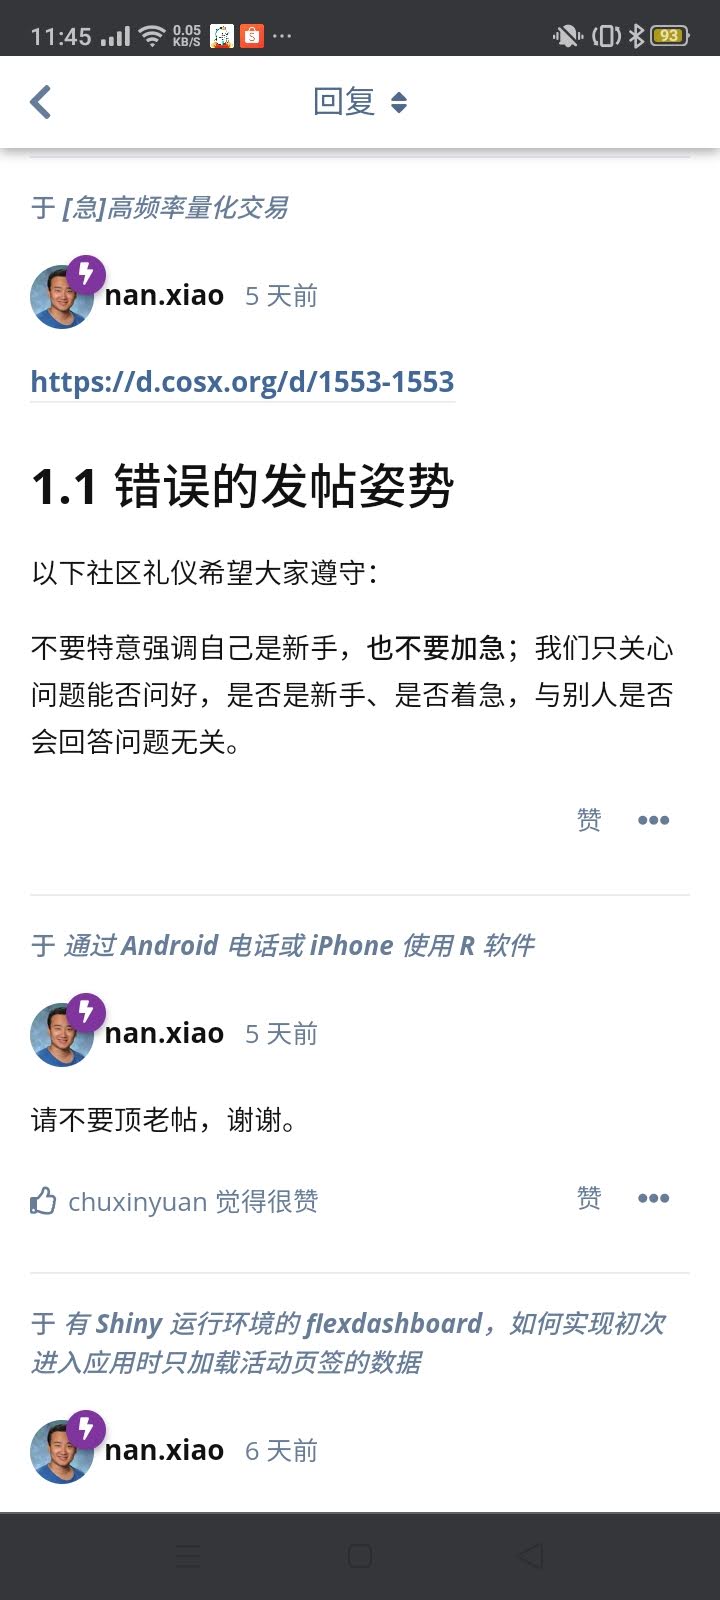 11:45 0.05 KB/S ... 93
回复
于 [急]高频率量化交易
nan.xiao 5 天前
https://d.cosx.org/d/1553-1553
1.1 错误的发帖姿势
以下社区礼仪希望大家遵守：
不要特意强调自己是新手，也不要加急；我们只关心
问题能否问好，是否是新手、是否着急，与别人是否
会回答问题无关。
赞 •••
于 通过 Android 电话或 iPhone 使用 R 软件
nan.xiao 5 天前
请不要顶老帖，谢谢。
chuxinyuan 觉得很赞 赞 •••
于 有 Shiny 运行环境的 flexdashboard，如何实现初次
进入应用时只加载活动页签的数据
nan.xiao 6 天前